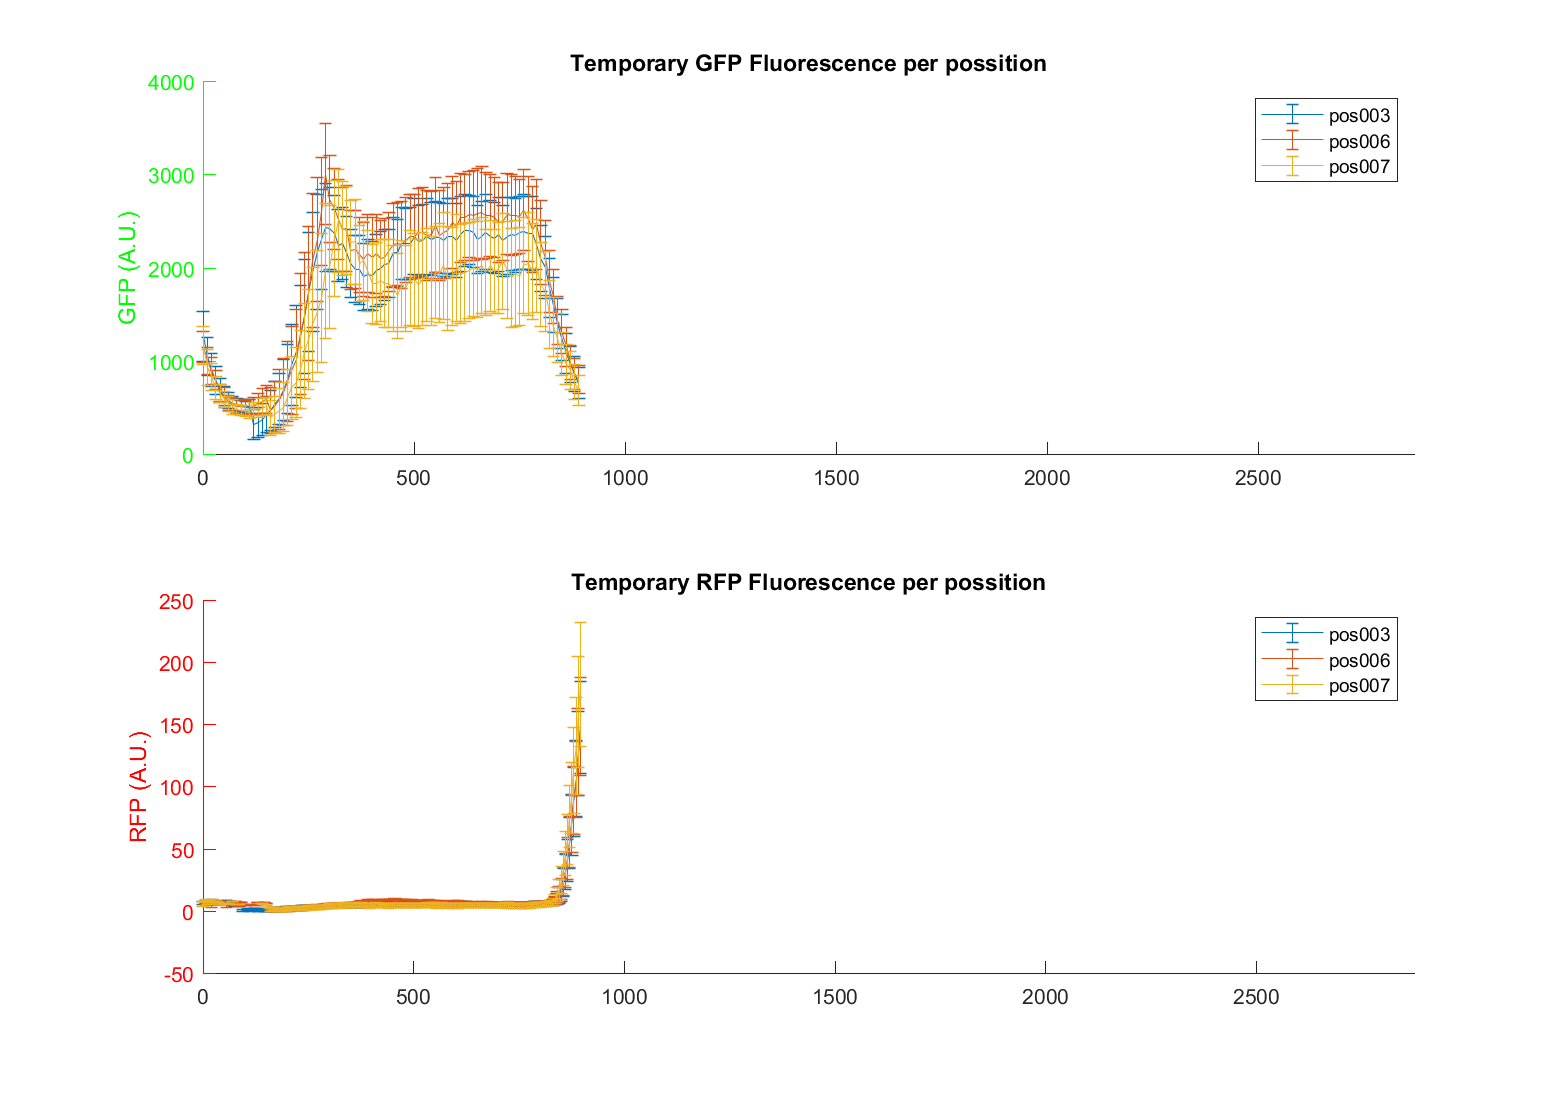 Temporary GFP Fluorescence per possition
4000
3000
2000
1000
0
GFP (A.U.)
0 500 1000 1500 2000 2500
pos003
pos006
pos007
Temporary RFP Fluorescence per possition
250
200
150
100
50
0
-50
RFP (A.U.)
0 500 1000 1500 2000 2500
pos003
pos006
pos007